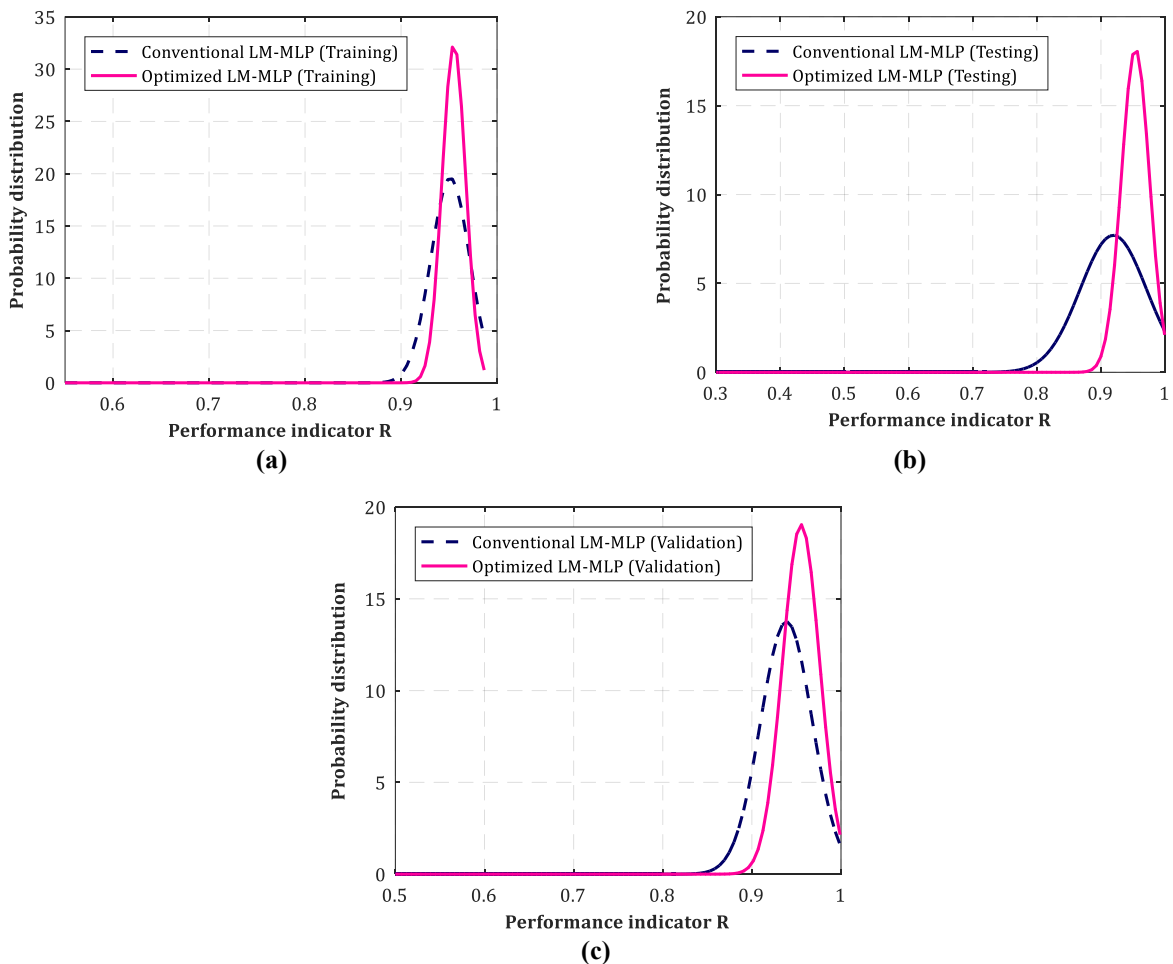 35
30
25
20
15
10
5
0
Probability distribution
Conventional LM-MLP (Training)
Optimized LM-MLP (Training)
0.6 0.7 0.8 0.9 1
Performance indicator R
(a)
20
15
10
5
0
Probability distribution
Conventional LM-MLP (Testing)
Optimized LM-MLP (Testing)
0.3 0.4 0.5 0.6 0.7 0.8 0.9 1
Performance indicator R
(b)
20
15
10
5
0
Probability distribution
Conventional LM-MLP (Validation)
Optimized LM-MLP (Validation)
0.5 0.6 0.7 0.8 0.9 1
Performance indicator R
(c)